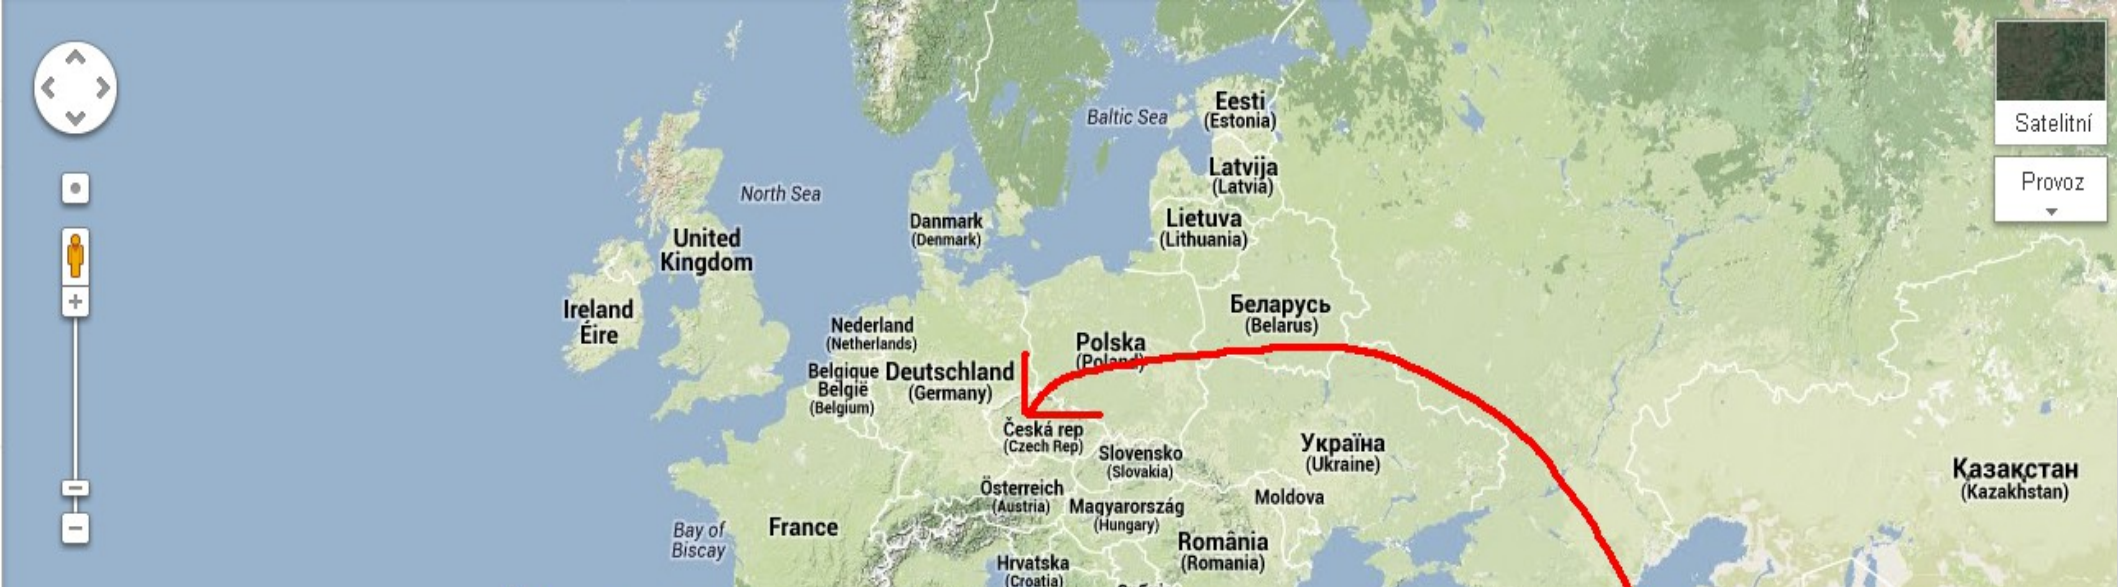 Eesti
(Estonia)
Baltic Sea
Satelitní
Latvija
(Latvia)
Provoz
North Sea
Danmark
(Denmark)
Lietuva
(Lithuania)
United
Kingdom
Ireland
Éire
Беларусь
(Belarus)
Nederland
(Netherlands)
Polska
(Poland)
Belgique
België
(Belgium)
Deutschland
(Germany)
Česká rep
(Czech Rep)
Slovensko
(Slovakia)
Україна
(Ukraine)
Қазақстан
(Kazakhstan)
Österreich
(Austria)
Magyarország
(Hungary)
Moldova
Bay of
Biscay
France
România
(Romania)
Hrvatska
(Croatia)